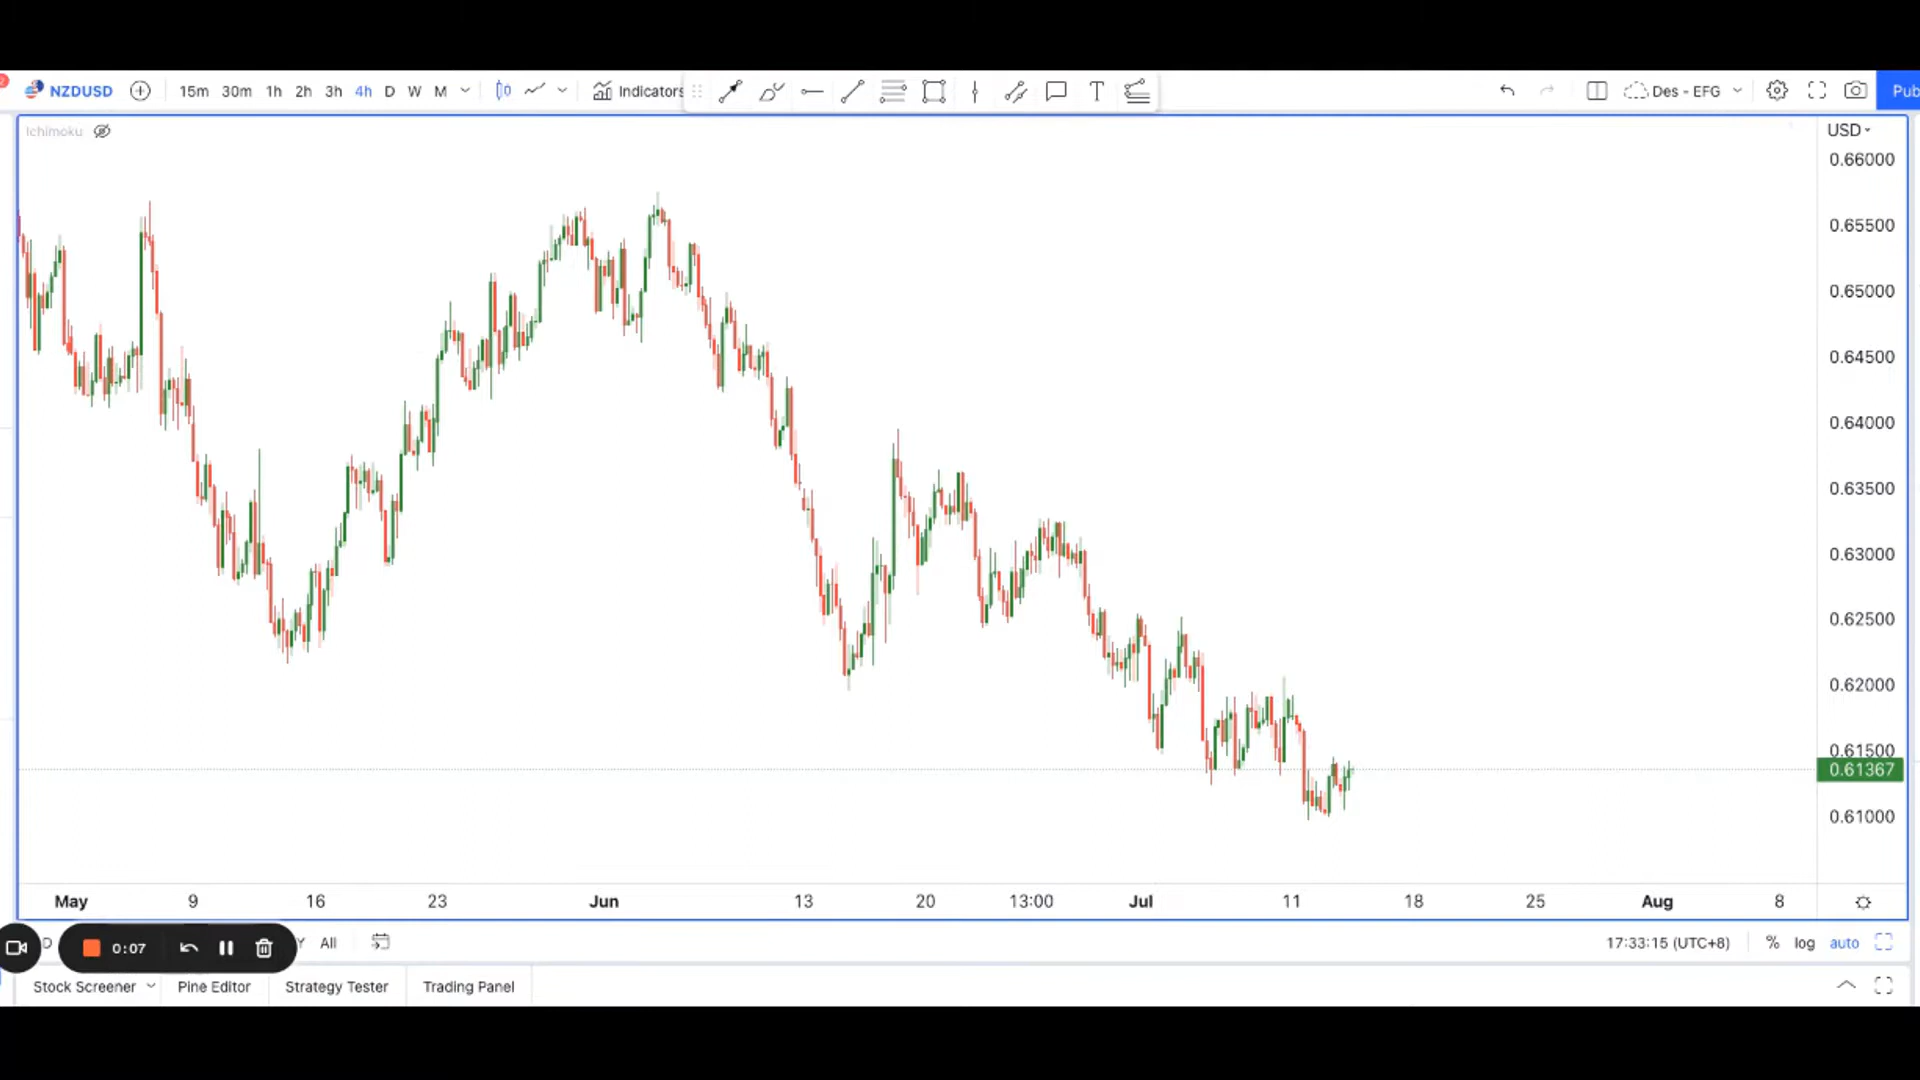 NZDUSD 15m 30m 1h 2h 3h 4h D W M Indicators T Des - EFG Pub
Ichimoku
USD
0.66000
0.65500
0.65000
0.64500
0.64000
0.63500
0.63000
0.62500
0.62000
0.61500
0.61367
0.61000
May 9 16 23 Jun 13 20 13:00 Jul 11 18 25 Aug 8
D 0:07 Y All 17:33:15 (UTC+8) % log auto
Stock Screener Pine Editor Strategy Tester Trading Panel